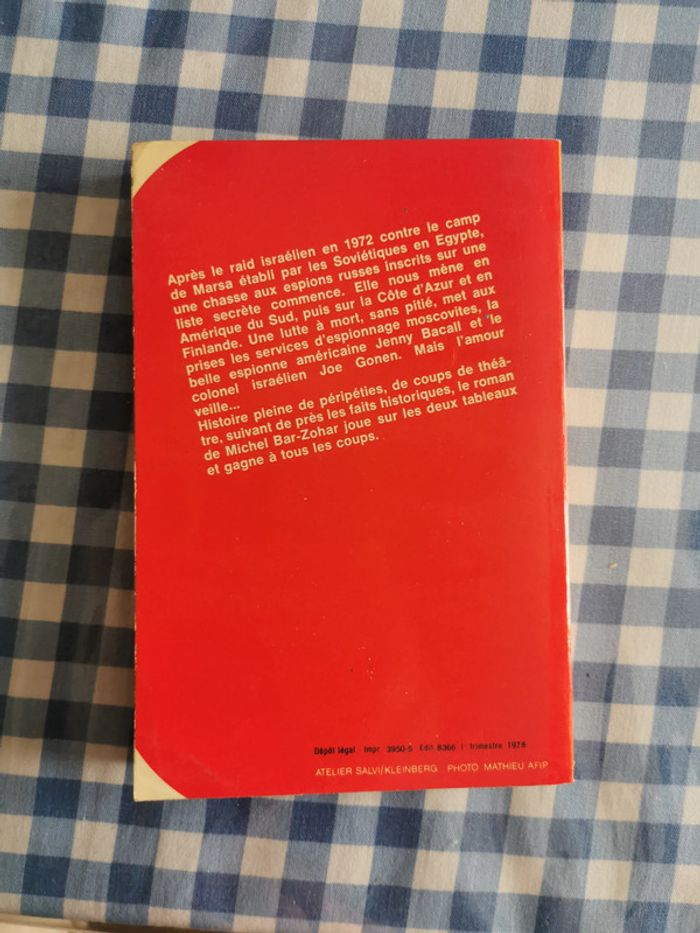 Après le raid israélien en 1972 contre le camp
de Marsa établi par les Soviétiques en Egypte,
une chasse aux espions russes inscrits sur une
liste secrète commence. Elle nous mène en
Amérique du Sud, puis sur la Côte d'Azur et en
Finlande. Une lutte à mort, sans pitié, met aux
prises les services d'espionnage moscovites, la
belle espionne américaine Jenny Bacall et le
colonel israélien Joe Gonen. Mais l'amour
veille...
Histoire pleine de péripéties, de coups de théâ-
tre, suivant de près les faits historiques, le roman
de Michel Bar-Zohar joue sur les deux tableaux
et gagne à tous les coups.
Dépôt légal Impr. 3950-5 Edit 8366 1er trimestre 1978
ATELIER SALVI/KLEINBERG PHOTO MATHIEU AFIP